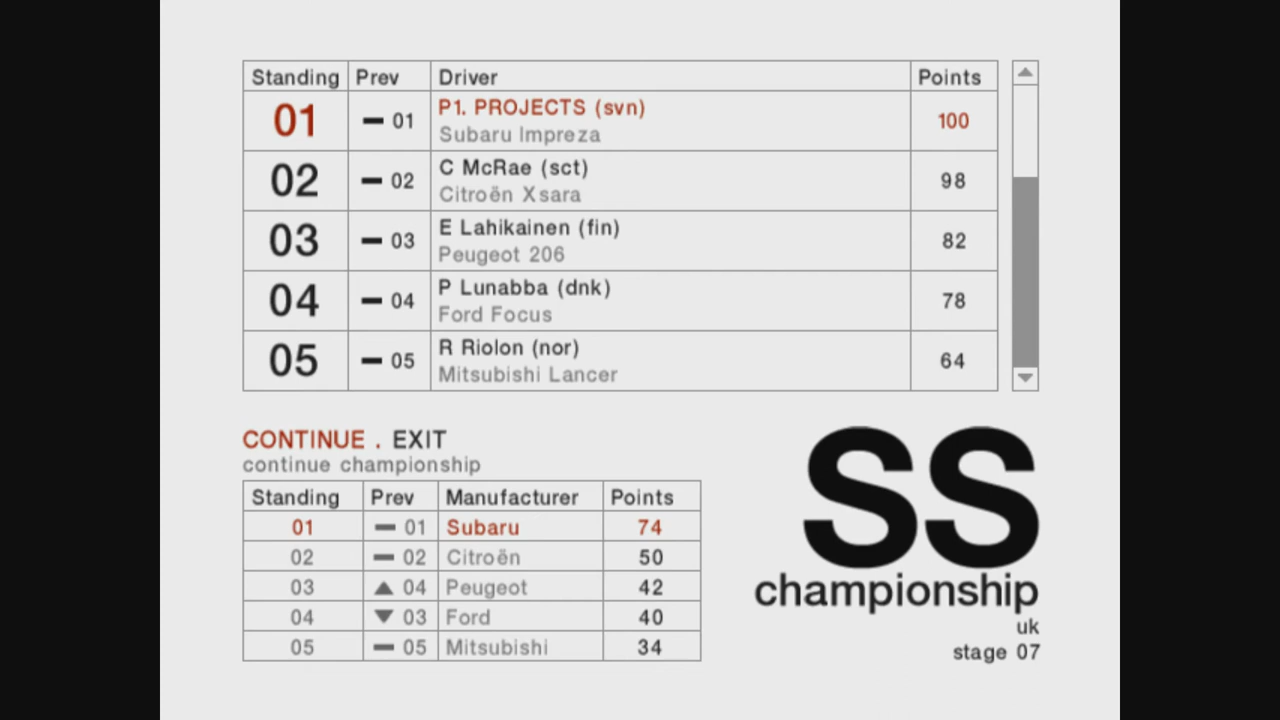 Standing Prev Driver Points
01 01 P1. PROJECTS (svn) 100
Subaru Impreza
02 02 C McRae (sct) 98
Citroën Xsara
03 03 E Lahikainen (fin) 82
Peugeot 206
04 04 P Lunabba (dnk) 78
Ford Focus
05 05 R Riolon (nor) 64
Mitsubishi Lancer
CONTINUE . EXIT
continue championship
Standing Prev Manufacturer Points
01 01 Subaru 74
02 02 Citroën 50
03 04 Peugeot 42
04 03 Ford 40
05 05 Mitsubishi 34
SS
championship
uk
stage 07